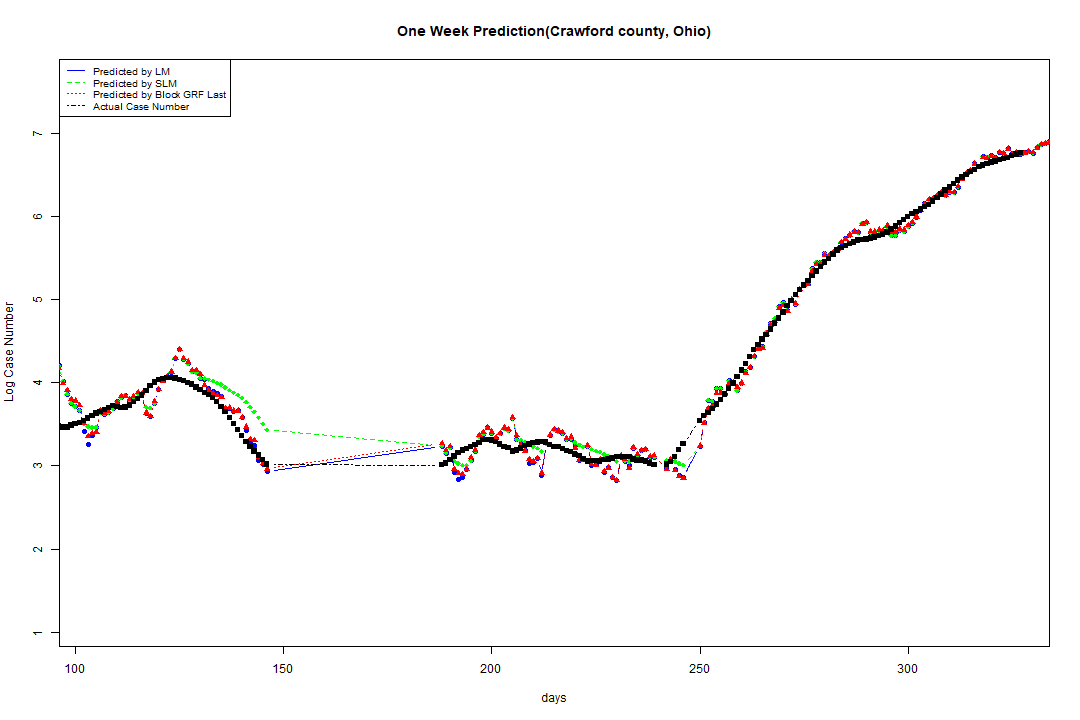 One Week Prediction(Crawford county, Ohio)
Predicted by LM
Predicted by SLM
Predicted by Block GRF Last
Actual Case Number
7
6
5
4
3
2
1
Log Case Number
100 150 200 250 300
days